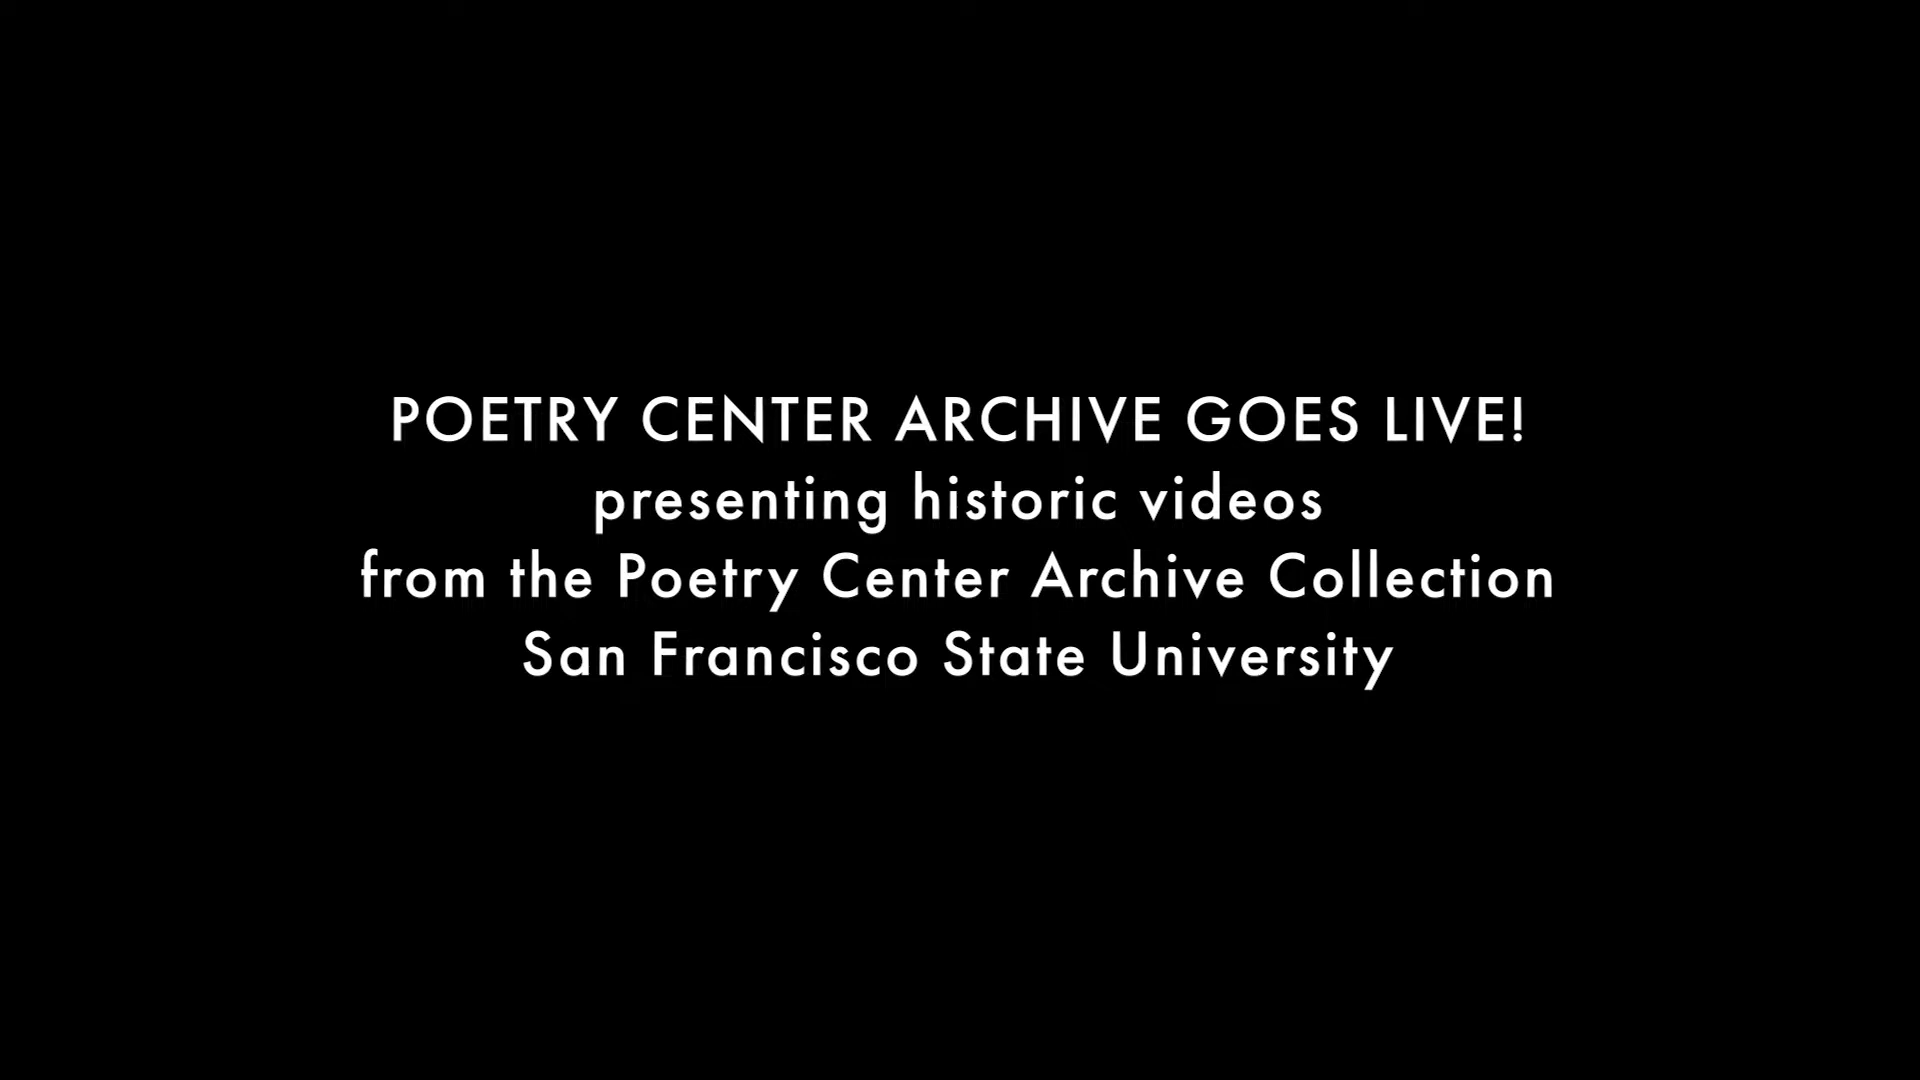 POETRY CENTER ARCHIVE GOES LIVE!
presenting historic videos
from the Poetry Center Archive Collection
San Francisco State University